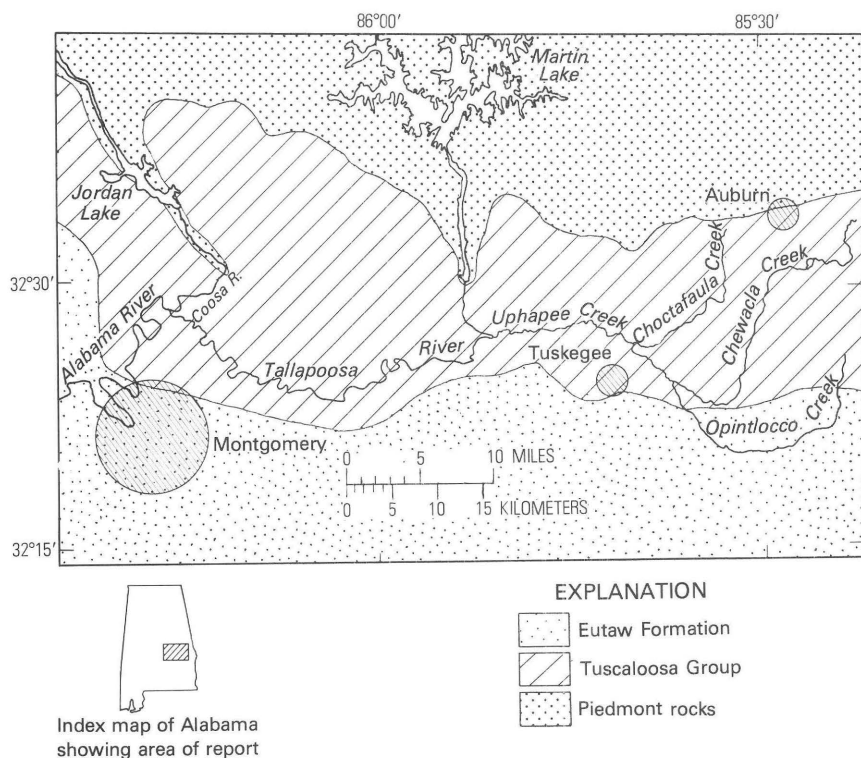 86°00'
85°30'
Martin
Lake
Jordan
Lake
Auburn
32°30'
Coosa R.
Alabama River
Uphapee Creek
Choctafaula Creek
Chewacla Creek
Tallapoosa River
Tuskegee
Opintlocco Creek
Montgomery
0 5 10 MILES
0 5 10 15 KILOMETERS
32°15'
EXPLANATION
Eutaw Formation
Tuscaloosa Group
Piedmont rocks
Index map of Alabama
showing area of report